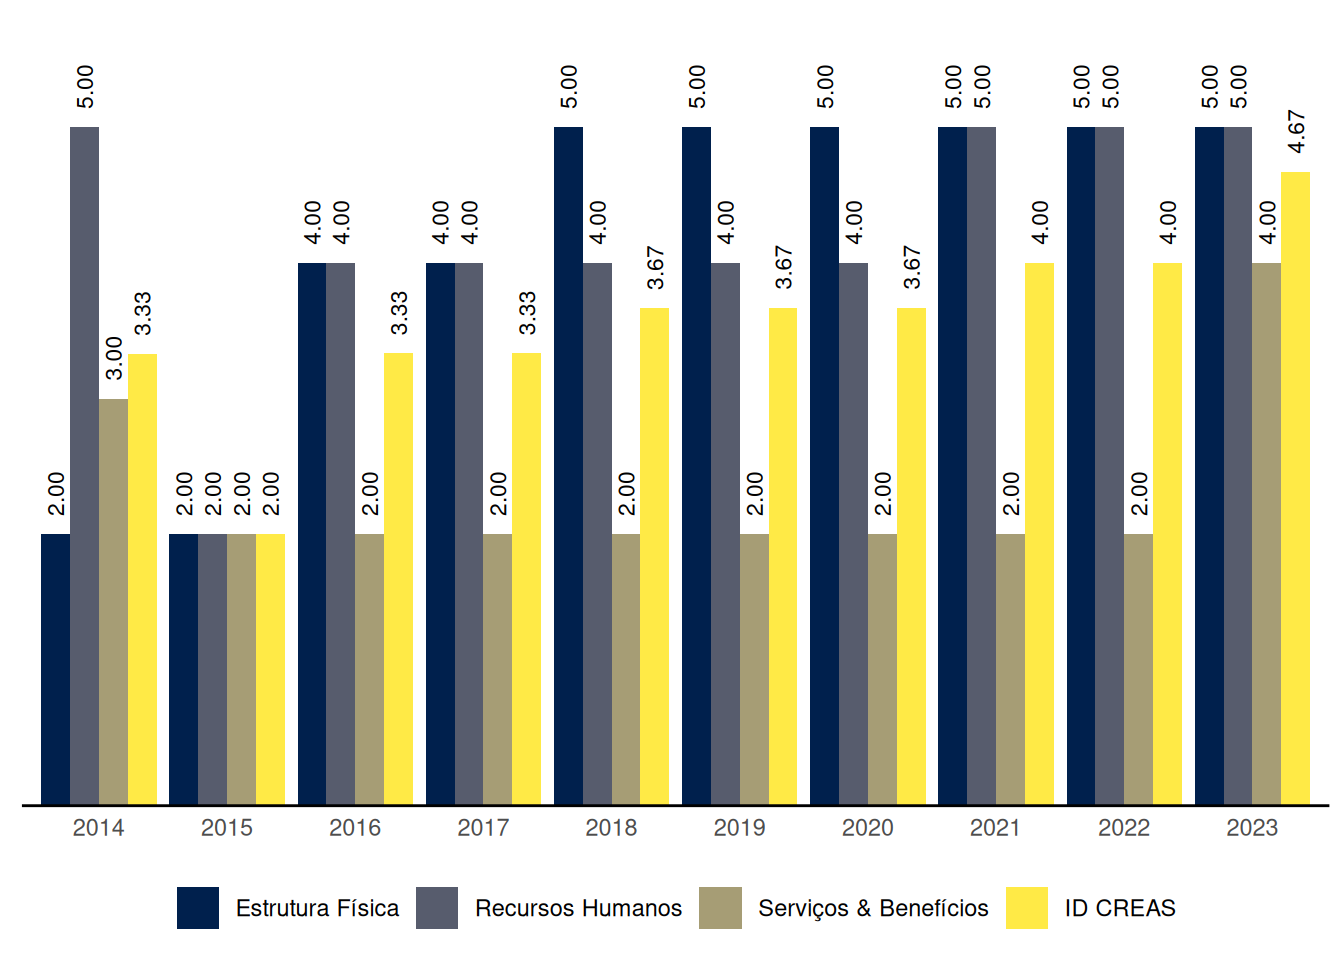 5.00 5.00 5.00 5.00 5.00 5.00 5.00 5.00 5.00 5.00
4.67
4.00 4.00 4.00 4.00 4.00 4.00 4.00 4.00 4.00 4.00
3.67 3.67 3.67
3.33 3.33 3.33
3.00
2.00 2.00 2.00 2.00 2.00 2.00 2.00 2.00 2.00 2.00 2.00 2.00
2014 2015 2016 2017 2018 2019 2020 2021 2022 2023
Estrutura Física Recursos Humanos Serviços & Benefícios ID CREAS